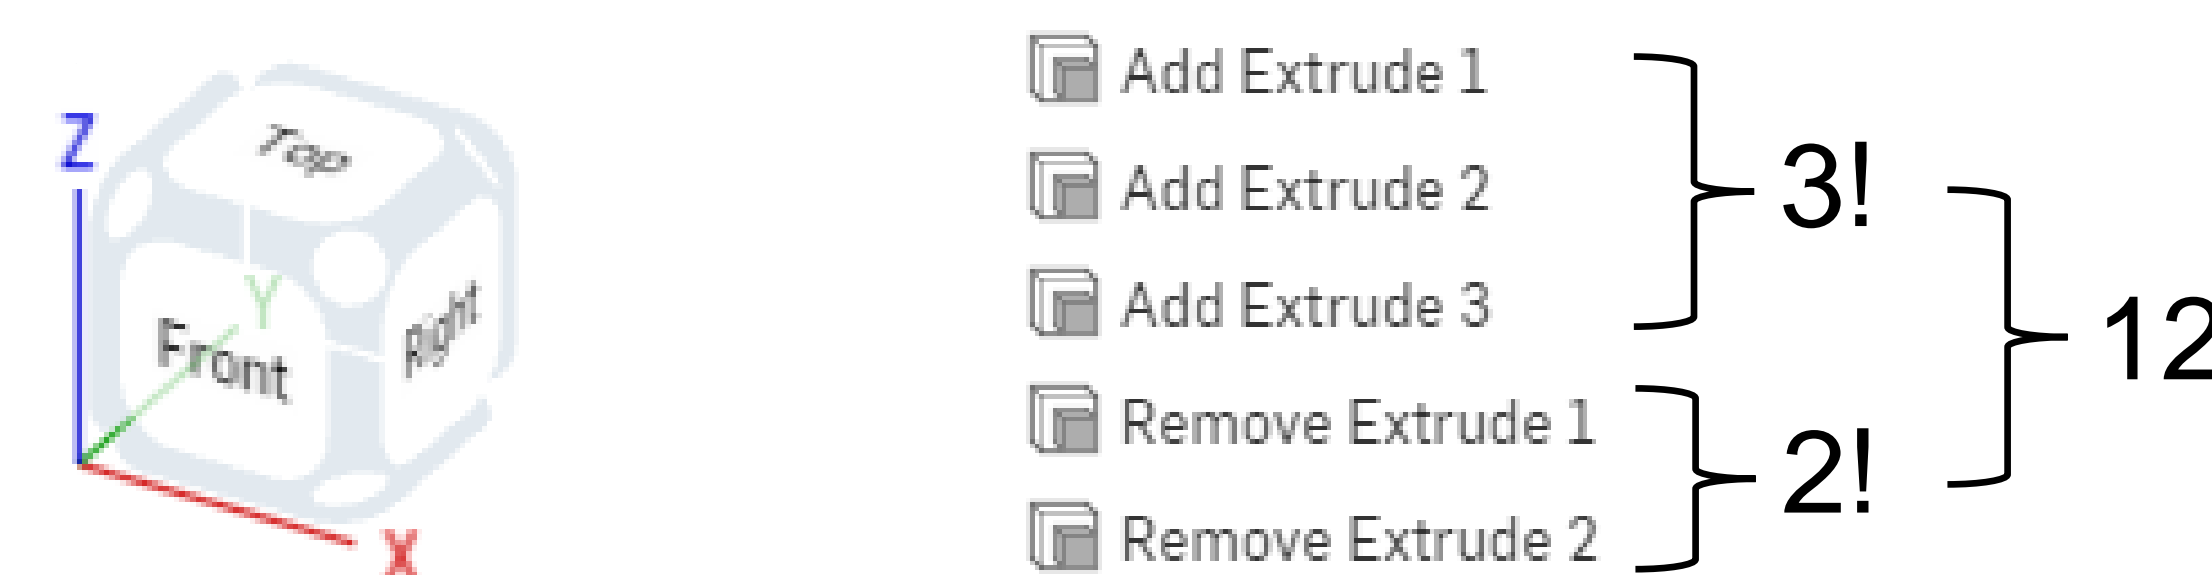 Z
Top
Y
Front
Right
X
Add Extrude 1
Add Extrude 2
Add Extrude 3
Remove Extrude 1
Remove Extrude 2
3!
2!
12